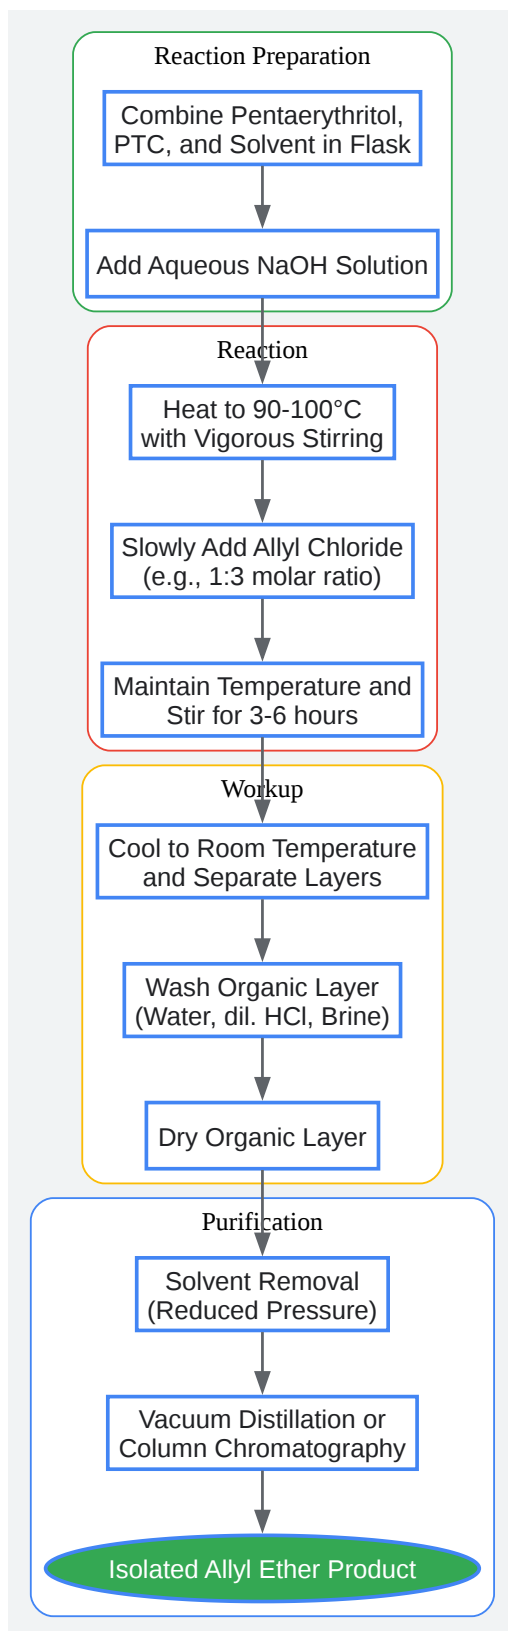 Reaction Preparation
Combine Pentaerythritol,
PTC, and Solvent in Flask
Add Aqueous NaOH Solution
Reaction
Heat to 90-100°C
with Vigorous Stirring
Slowly Add Allyl Chloride
(e.g., 1:3 molar ratio)
Maintain Temperature and
Stir for 3-6 hours
Workup
Cool to Room Temperature
and Separate Layers
Wash Organic Layer
(Water, dil. HCl, Brine)
Dry Organic Layer
Purification
Solvent Removal
(Reduced Pressure)
Vacuum Distillation or
Column Chromatography
Isolated Allyl Ether Product